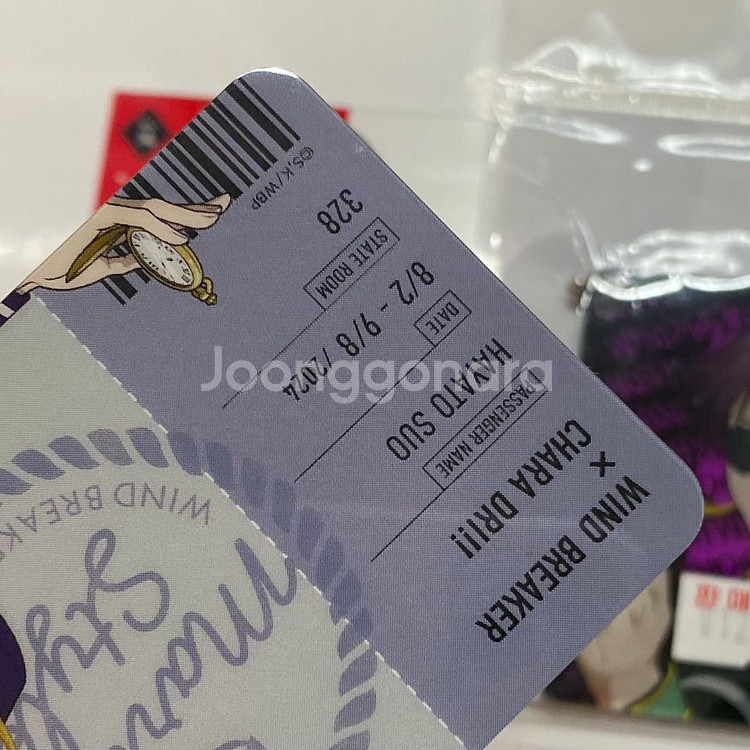 WIND BREAKER
×
CHARA DRI!!!
PASSENGER NAME
HAYATO SUO
DATE
8/2 - 9/8 /2024
STATE ROOM
328
©S,K/WBP
WIND BREAKE
Joonggonara